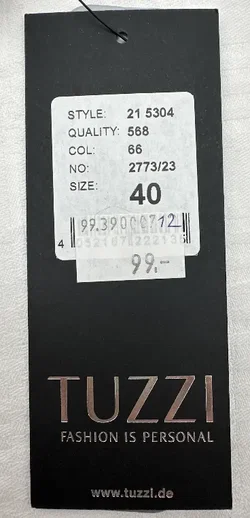 STYLE: 21 5304
QUALITY: 568
COL: 66
NO: 2773/23
SIZE: 40
99.-
TUZZI
FASHION IS PERSONAL
www.tuzzi.de